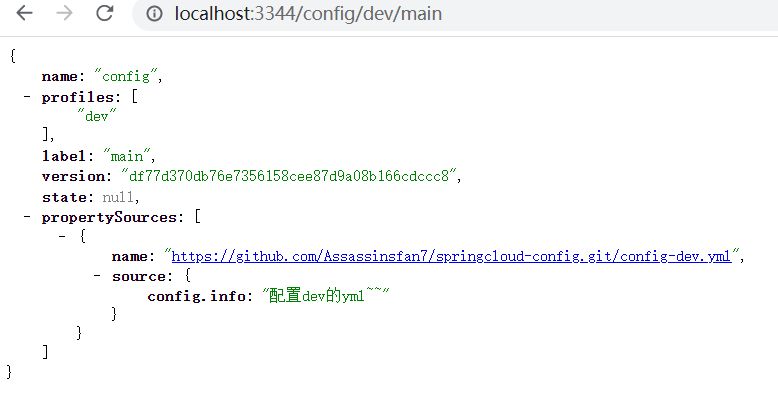 localhost:3344/config/dev/main
{
name: "config",
- profiles: [
"dev"
],
label: "main",
version: "df77d370db76e7356158cee87d9a08b166cdccc8",
state: null,
- propertySources: [
- {
name: "https://github.com/Assassinsfan7/springcloud-config.git/config-dev.yml",
- source: {
config.info: "配置dev的yml~~"
}
}
]
}